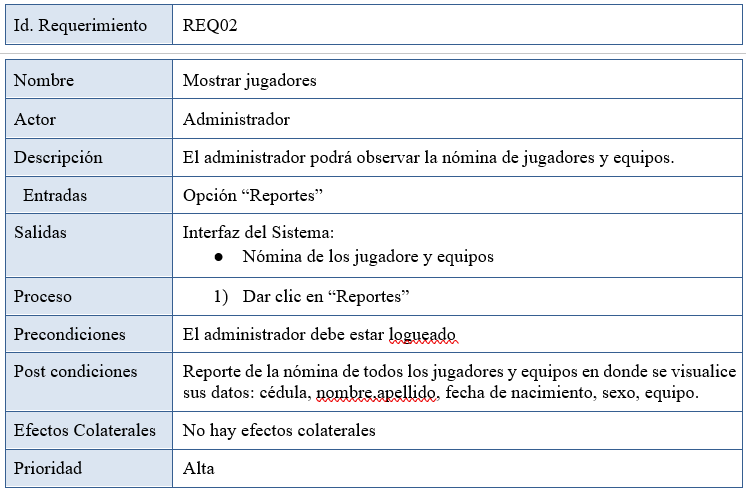 Id. Requerimiento REQ02
Nombre Mostrar jugadores
Actor Administrador
Descripción El administrador podrá observar la nómina de jugadores y equipos.
Entradas Opción “Reportes”
Salidas Interfaz del Sistema:
● Nómina de los jugadore y equipos
Proceso 1) Dar clic en “Reportes”
Precondiciones El administrador debe estar logueado
Post condiciones Reporte de la nómina de todos los jugadores y equipos en donde se visualice
sus datos: cédula, nombre,apellido, fecha de nacimiento, sexo, equipo.
Efectos Colaterales No hay efectos colaterales
Prioridad Alta